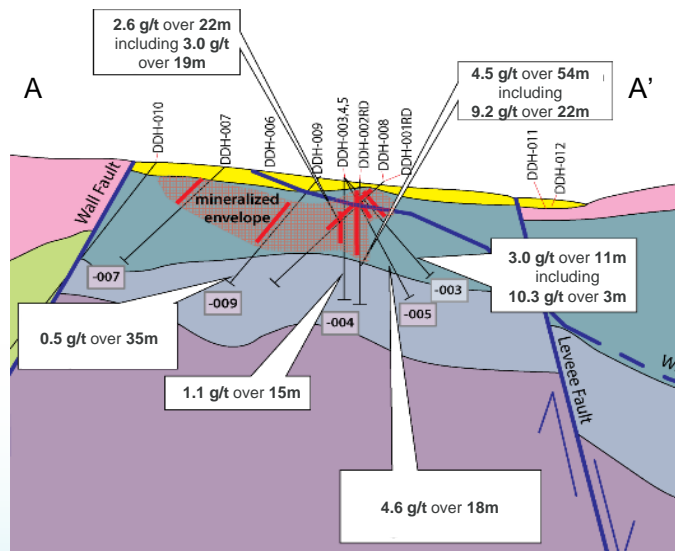 2.6 g/t over 22m
including 3.0 g/t
over 19m
A
4.5 g/t over 54m
including
9.2 g/t over 22m
A'
DDH-010
DDH-007
DDH-006
DDH-009
DDH-003,4,5
DDH-002RD
DDH-008
DDH-001RD
DDH-011
DDH-012
Wall Fault
mineralized
envelope
3.0 g/t over 11m
including
10.3 g/t over 3m
-007
-009
-003
-004
-005
0.5 g/t over 35m
1.1 g/t over 15m
Leveee Fault
W
4.6 g/t over 18m